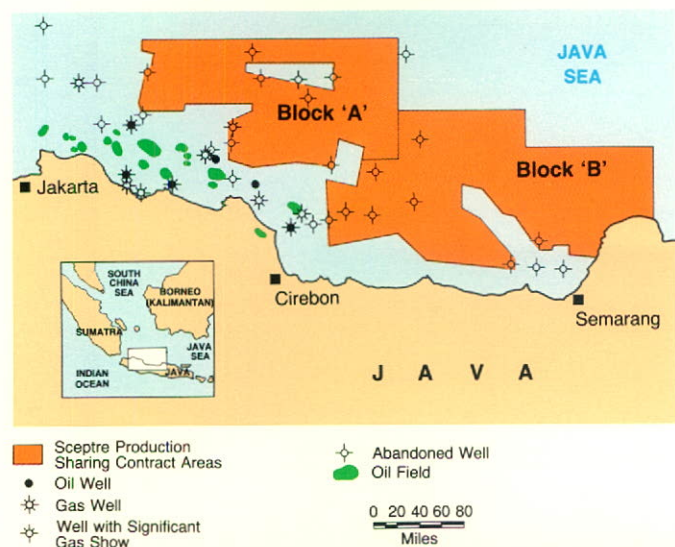 JAVA
SEA
Block 'A'
Block 'B'
Jakarta
Cirebon
Semarang
J A V A
SOUTH
CHINA
SEA
BORNEO
(KALIMANTAN)
SUMATRA
JAVA
SEA
INDIAN
OCEAN
JAVA
Sceptre Production
Sharing Contract Areas
Oil Well
Gas Well
Well with Significant
Gas Show
Abandoned Well
Oil Field
0 20 40 60 80
Miles